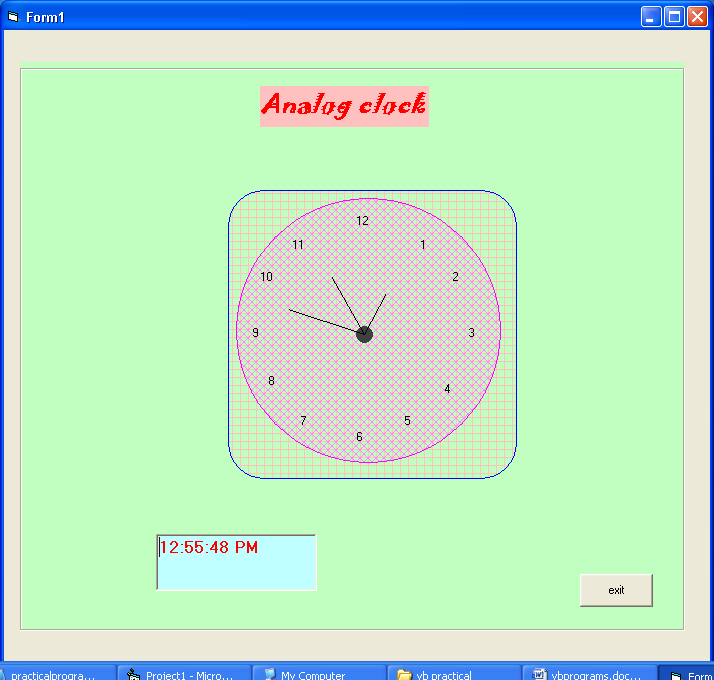 Form1
Analog clock
12
11
1
10
2
9
3
8
4
7
5
6
12:55:48 PM
exit
practicalprogra...
Project1 - Micro...
My Computer
vb practical
vbprograms.doc...
Form